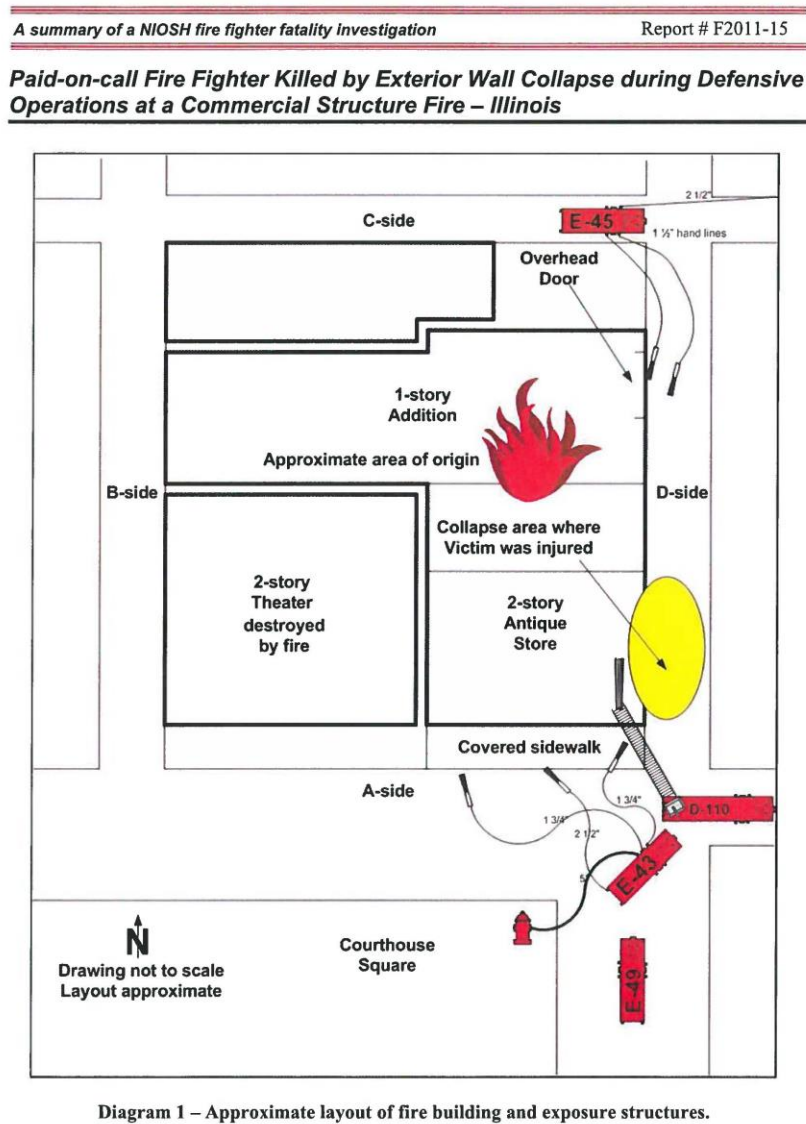 A summary of a NIOSH fire fighter fatality investigation
Report # F2011-15
Paid-on-call Fire Fighter Killed by Exterior Wall Collapse during Defensive
Operations at a Commercial Structure Fire – Illinois
2 1/2"
C-side
E-45
1 ½" hand lines
Overhead
Door
1-story
Addition
Approximate area of origin
B-side
D-side
Collapse area where
Victim was injured
2-story
Theater
destroyed
by fire
2-story
Antique
Store
Covered sidewalk
A-side
1 3/4"
1 3/4"
2 1/2"
D-110
5"
E-43
E-49
N
Drawing not to scale
Layout approximate
Courthouse
Square
Diagram 1 – Approximate layout of fire building and exposure structures.